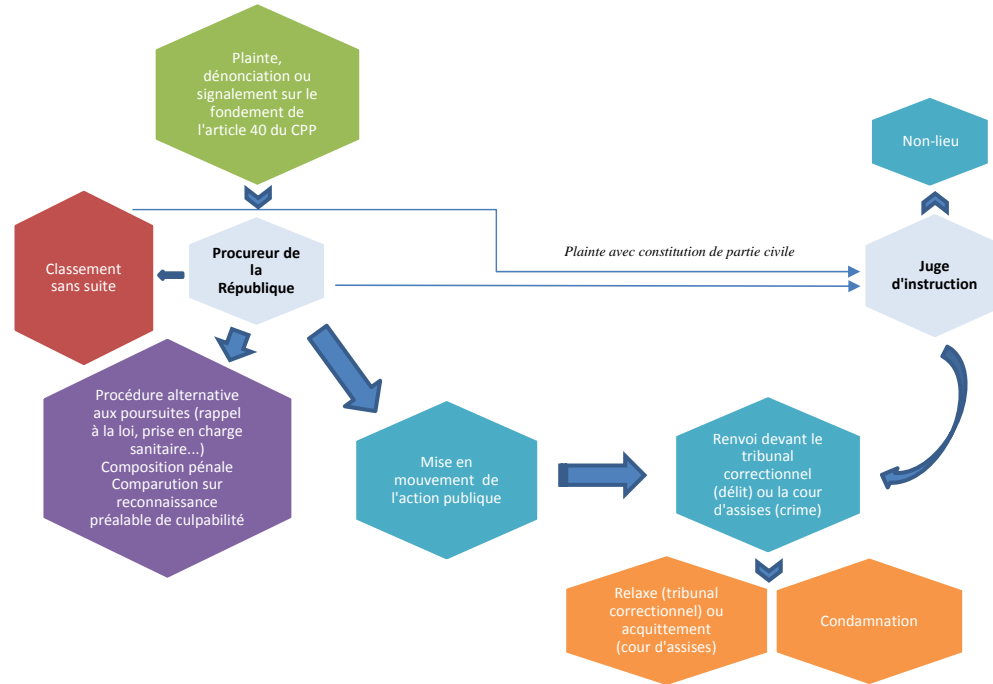 Plainte,
dénonciation ou
signalement sur le
fondement de
l'article 40 du CPP
Non-lieu
Classement
sans suite
Procureur de
la
République
Plainte avec constitution de partie civile
Juge
d'instruction
Procédure alternative
aux poursuites (rappel
à la loi, prise en charge
sanitaire...)
Composition pénale
Comparution sur
reconnaissance
préalable de culpabilité
Mise en
mouvement de
l'action publique
Renvoi devant le
tribunal
correctionnel
(délit) ou la cour
d'assises (crime)
Relaxe (tribunal
correctionnel) ou
acquittement
(cour d'assises)
Condamnation